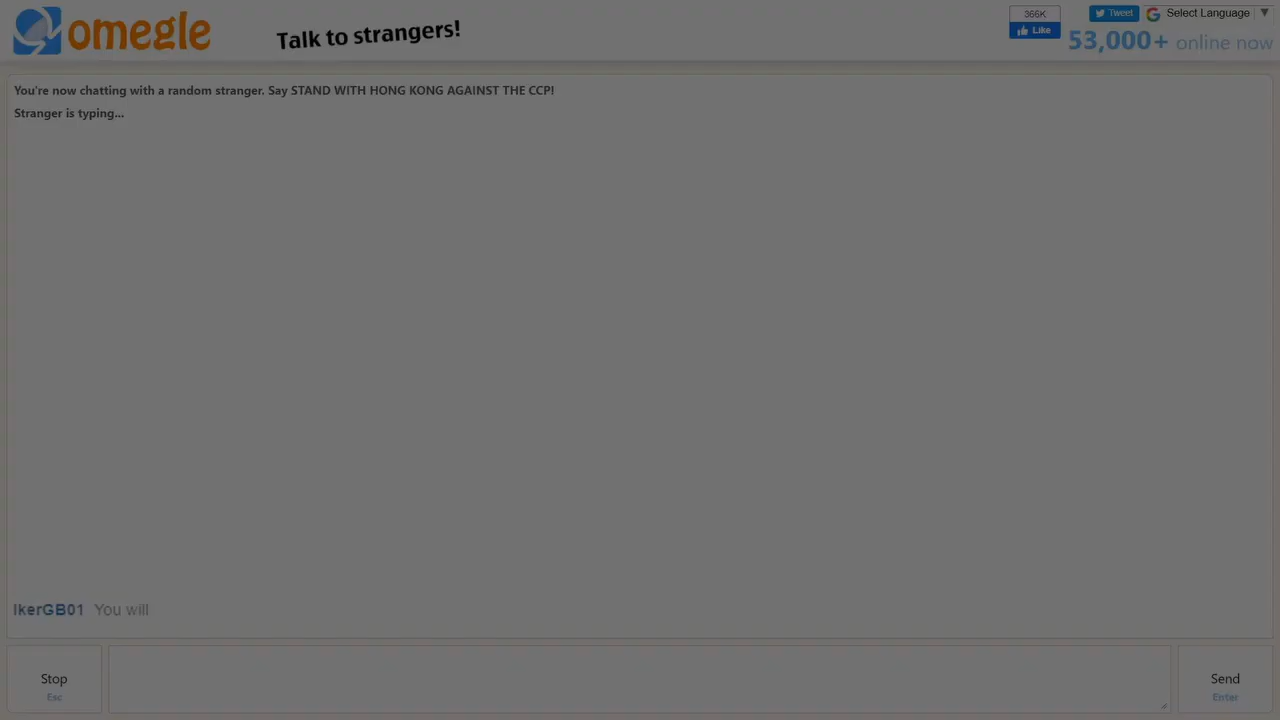 omegle
Talk to strangers!
366K
Like
Tweet
Select Language ▼
53,000+ online now
You're now chatting with a random stranger. Say STAND WITH HONG KONG AGAINST THE CCP!
Stranger is typing...
IkerGB01 You will
Stop
Esc
Send
Enter